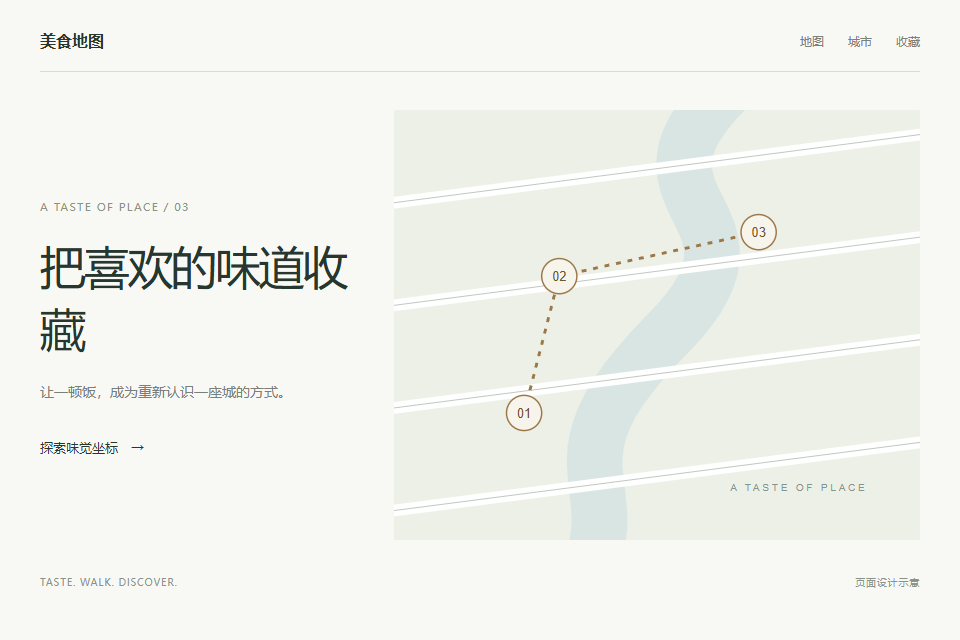 美食地图
地图 城市 收藏
A TASTE OF PLACE / 03
把喜欢的味道收
藏
让一顿饭，成为重新认识一座城的方式。
探索味觉坐标 →
03
02
01
A TASTE OF PLACE
TASTE. WALK. DISCOVER.
页面设计示意